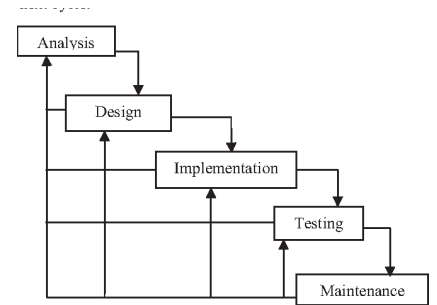 Analysis
Design
Implementation
Testing
Maintenance